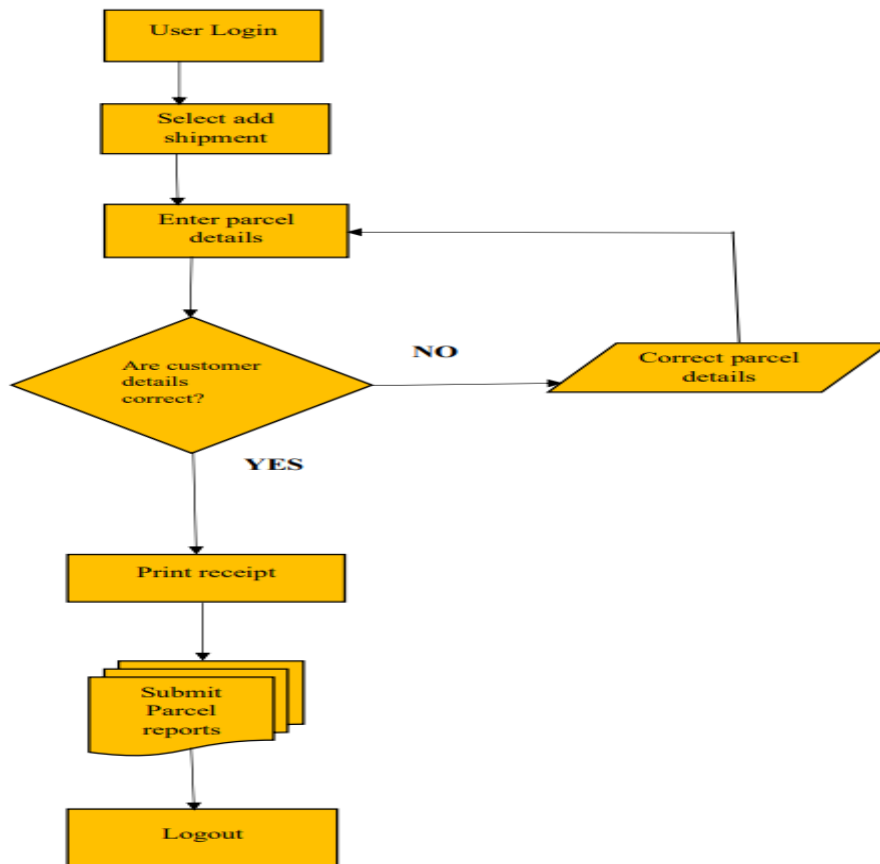 User Login
Select add
shipment
Enter parcel
details
Are customer
details
correct?
NO
Correct parcel
details
YES
Print receipt
Submit
Parcel
reports
Logout